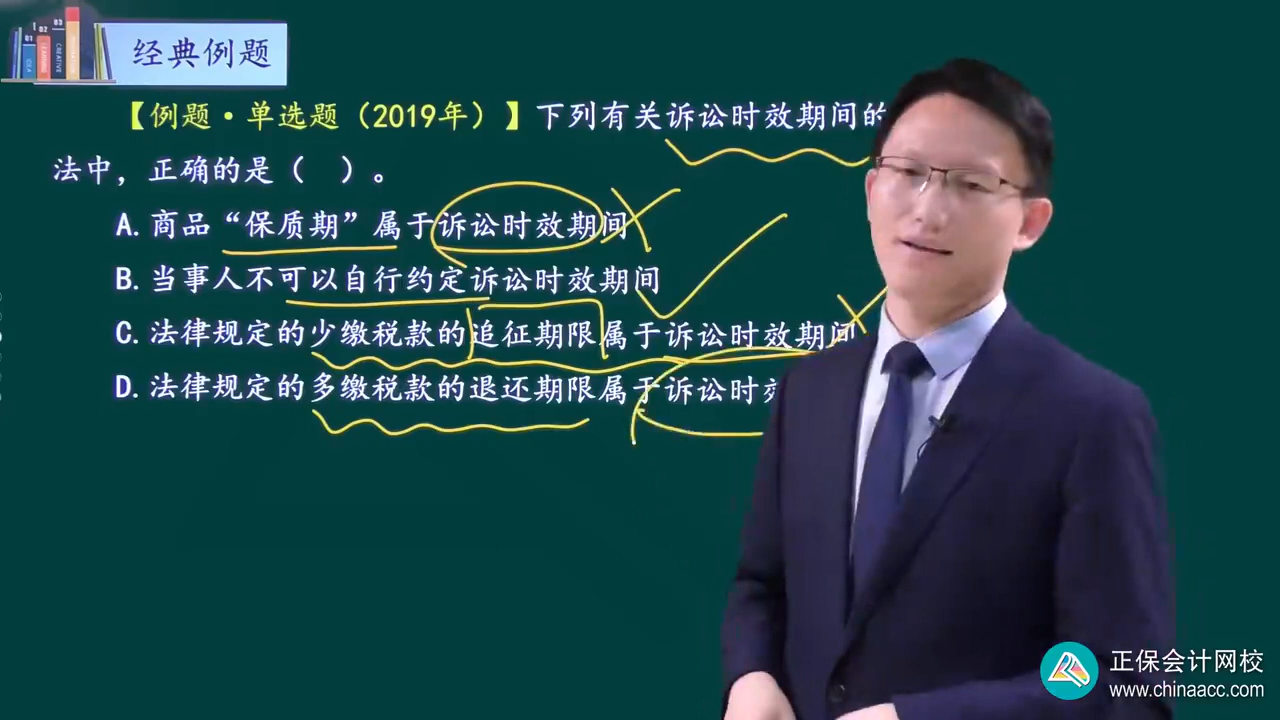 经典例题
【例题·单选题（2019年）】下列有关诉讼时效期间的
法中，正确的是（ ）。
A. 商品“保质期”属于诉讼时效期间
B. 当事人不可以自行约定诉讼时效期间
C. 法律规定的少缴税款的追征期限属于诉讼时效期间
D. 法律规定的多缴税款的退还期限属于诉讼时
正保会计网校
www.chinaacc.com